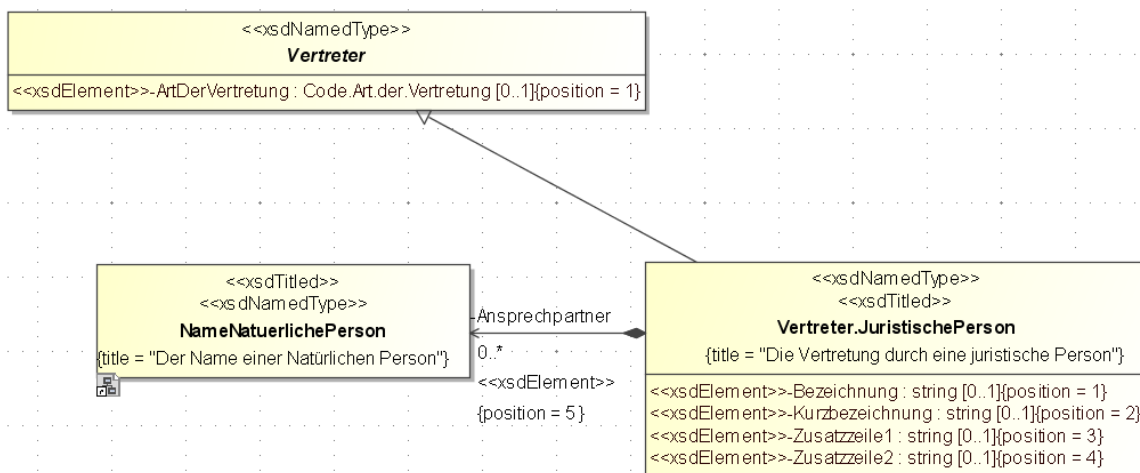 <<xsdNamedType>>
Vertreter
<<xsdElement>>-ArtDerVertretung : Code.Art.der.Vertretung [0..1]{position = 1}
<<xsdTitled>>
<<xsdNamedType>>
NameNatuerlichePerson
{title = "Der Name einer Natürlichen Person"}
-Ansprechpartner
0..*
<<xsdElement>>
{position = 5}
<<xsdNamedType>>
<<xsdTitled>>
Vertreter.JuristischePerson
{title = "Die Vertretung durch eine juristische Person"}
<<xsdElement>>-Bezeichnung : string [0..1]{position = 1}
<<xsdElement>>-Kurzbezeichnung : string [0..1]{position = 2}
<<xsdElement>>-Zusatzzeile1 : string [0..1]{position = 3}
<<xsdElement>>-Zusatzzeile2 : string [0..1]{position = 4}